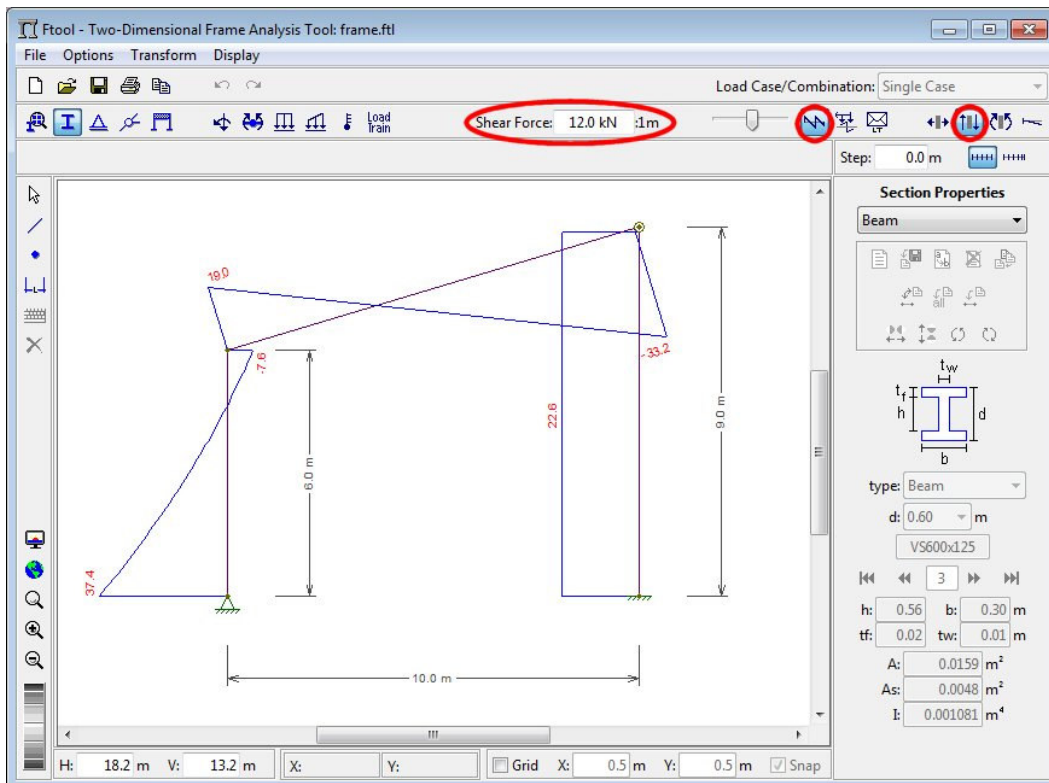 Ftool - Two-Dimensional Frame Analysis Tool: frame.ftl
File Options Transform Display
Load Case/Combination: Single Case
Load Train
Shear Force: 12.0 kN :1m
Step: 0.0 m
Section Properties
Beam
all
19.0
-7.6
-33.2
22.6
9.0 m
6.0 m
37.4
10.0 m
tw
tf
h
d
b
type: Beam
d: 0.60 m
VS600x125
3
h: 0.56 b: 0.30 m
tf: 0.02 tw: 0.01 m
A: 0.0159 m²
As: 0.0048 m²
I: 0.001081 m⁴
H: 18.2 m V: 13.2 m X: Y: Grid X: 0.5 m Y: 0.5 m Snap